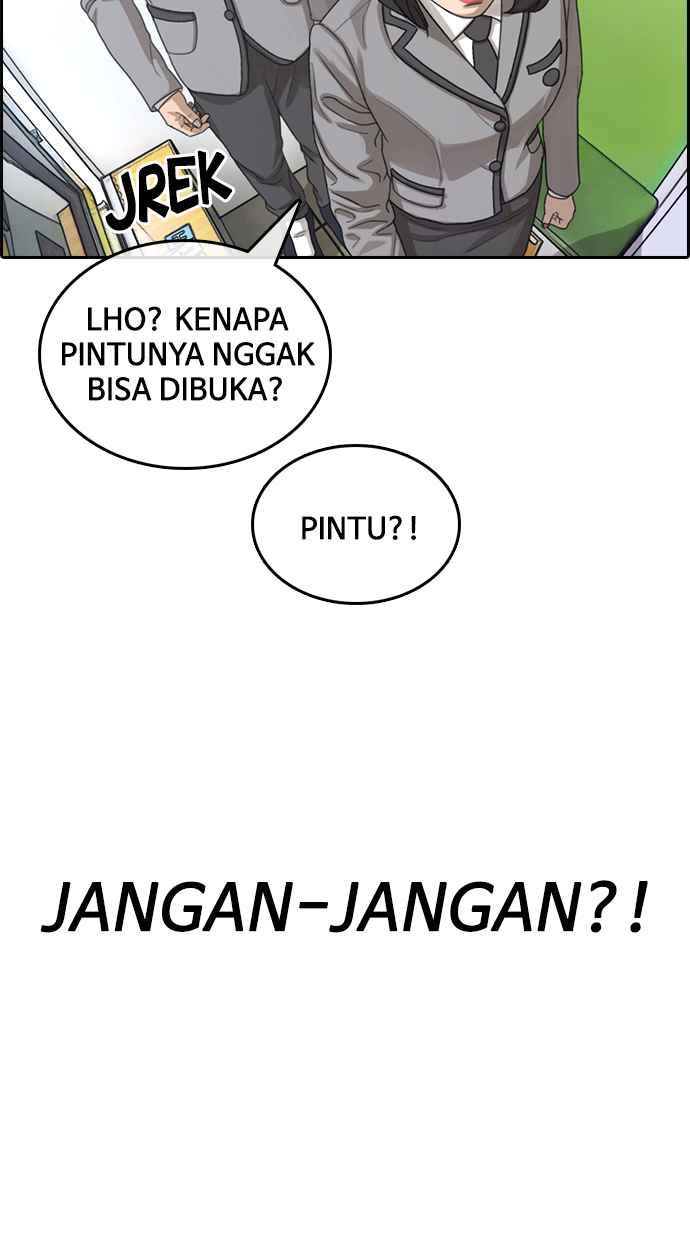 JREK
LHO? KENAPA
PINTUNYA NGGAK
BISA DIBUKA?
PINTU?!
JANGAN-JANGAN?!